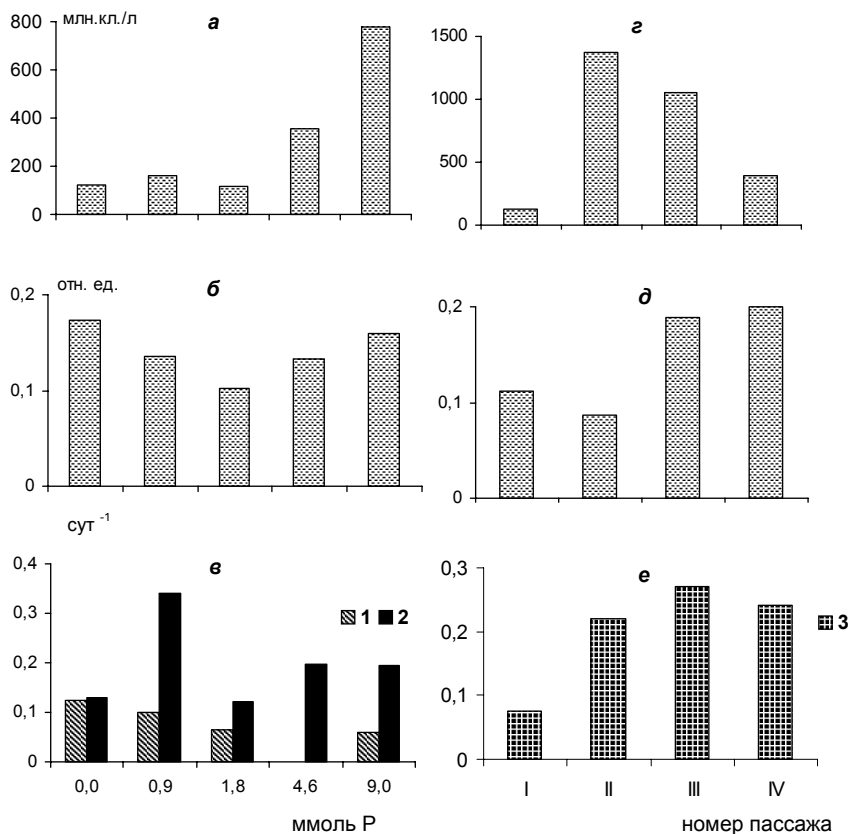 млн.кл./л
а
800
600
400
200
0
г
1500
1000
500
0
отн. ед.
б
0,2
0,1
0
д
0,2
0,1
0
сут -1
в
0,4
0,3
0,2
0,1
0
1 2
0,0 0,9 1,8 4,6 9,0
ммоль P
е
0,3
0,2
0,1
0
3
I II III IV
номер пассажа